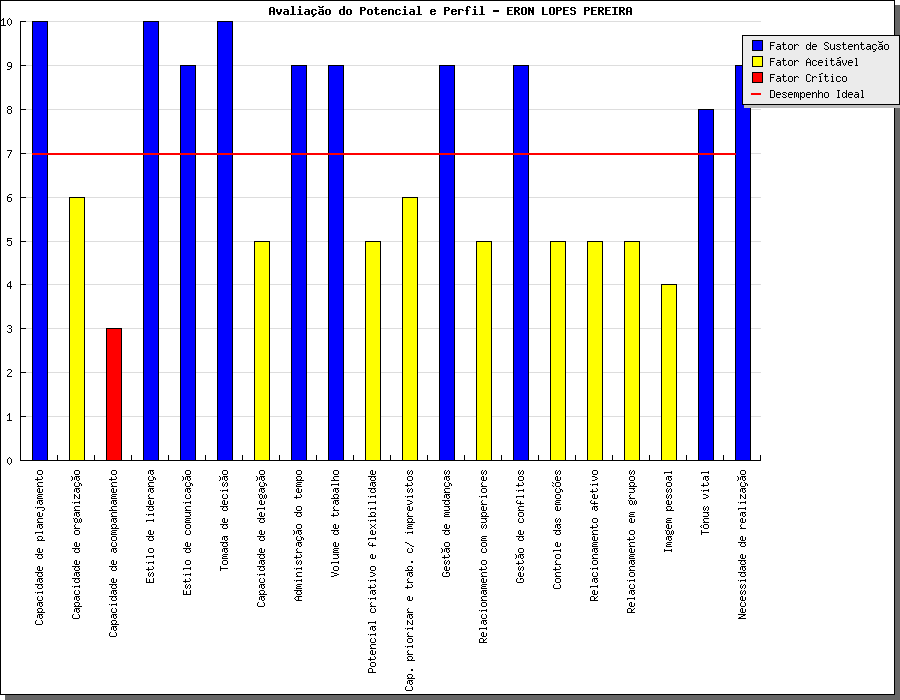 Avaliação do Potencial e Perfil - ERON LOPES PEREIRA
10
9
8
7
6
5
4
3
2
1
0
Fator de Sustentação
Fator Aceitável
Fator Crítico
Desempenho Ideal
Capacidade de planejamento
Capacidade de organização
Capacidade de acompanhamento
Estilo de liderança
Estilo de comunicação
Tomada de decisão
Capacidade de delegação
Administração do tempo
Volume de trabalho
Potencial criativo e flexibilidade
Cap. priorizar e trab. c/ imprevistos
Gestão de mudanças
Relacionamento com superiores
Gestão de conflitos
Controle das emoções
Relacionamento afetivo
Relacionamento em grupos
Imagem pessoal
Tônus vital
Necessidade de realização